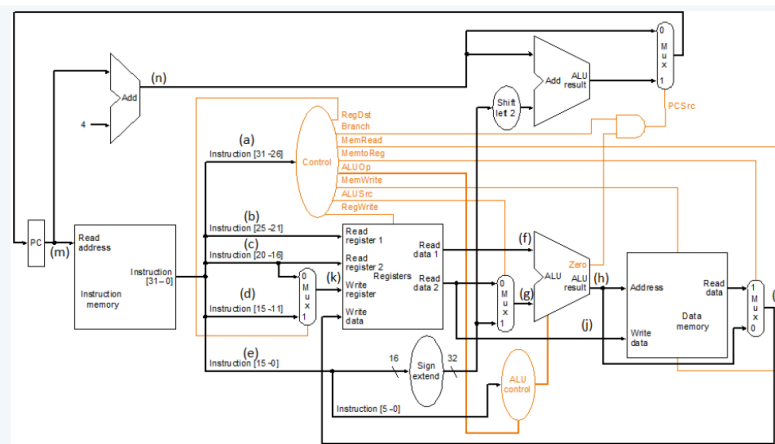 0
M
u
x
1
(n)
Add
4
Add
ALU
result
Shift
left 2
PCSrc
RegDst
Branch
MemRead
MemtoReg
ALUOp
MemWrite
ALUSrc
RegWrite
Control
(a)
Instruction [31 -26]
(b)
Instruction [25 -21]
(c)
Instruction [20 -16]
(d)
Instruction [15 -11]
(e)
Instruction [15 -0]
Instruction [5 -0]
PC
(m)
Read
address
Instruction
[31-0]
Instruction
memory
0
M
u
x
1
(k)
Read
register 1
Read
register 2
Write
register
Write
data
Registers
Read
data 1
Read
data 2
(f)
0
M
u
x
1
(g)
16
Sign
extend
32
ALU
control
Zero
ALU
ALU
result
(h)
(j)
Address
Write
data
Read
data
Data
memory
1
M
u
x
0
(